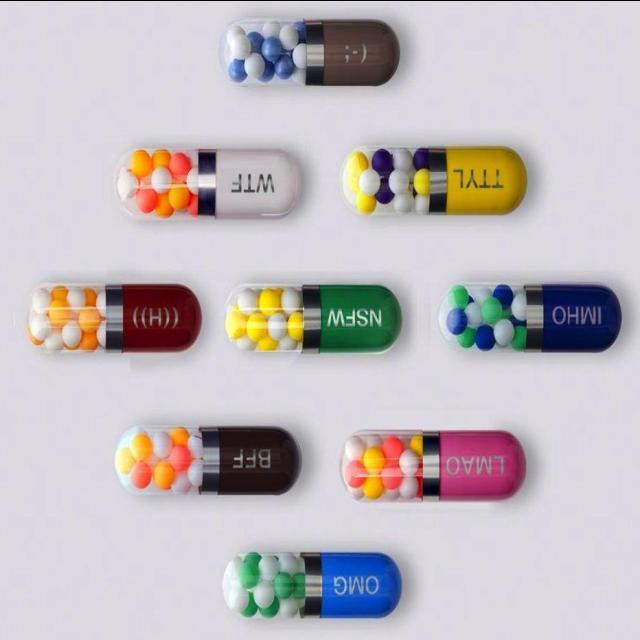 OMG
LMAO
BFF
IMHO
NSFW
((H))
TTYL
WTF